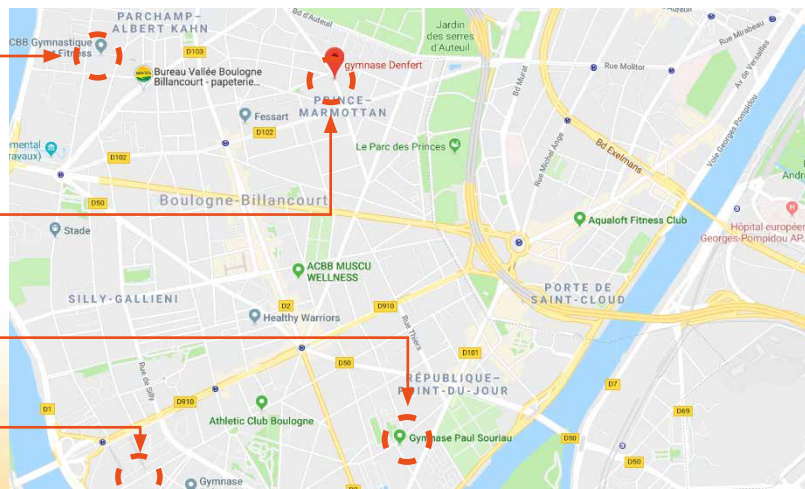 PARCHAMP-
ALBERT KAHN
CBB Gymnastique
et Fitness
D103
Bd d'Auteuil
Jardin
des serres
d'Auteuil
Rue Mirabeau
Av de Versailles
gymnase Denfert
Bureau Vallée Boulogne
Billancourt - papeterie...
PRINCE-
MARMOTTAN
Bd Murat
Rue Molitor
Voie Georges Pompidou
Fessart
D102
Le Parc des Princes
Rue Michel Ange
Bd Exelmans
D102
D50
Boulogne-Billancourt
Stade
Aqualoft Fitness Club
Hôpital européen
Georges-Pompidou AP...
ACBB MUSCU
WELLNESS
SILLY-GALLIENI
D2
D910
Healthy Warriors
Rue Thiers
PORTE DE
SAINT-CLOUD
D101
D50
Rue de Silly
RÉPUBLIQUE-
POINT-DU-JOUR
D7
D1
D910
D69
Athletic Club Boulogne
Gymnase Paul Souriau
D50
D50
Gymnase
D2
D50